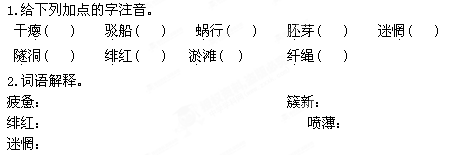 1.给下列加点的字注音。
干瘪(  ) 驳船(  ) 蜗行(  ) 胚芽(  ) 迷惘(  )
隧洞(  ) 绯红(  ) 淤滩(  ) 纤绳(  )
2.词语解释。
疲惫: 簇新:
绯红: 喷薄:
迷惘: